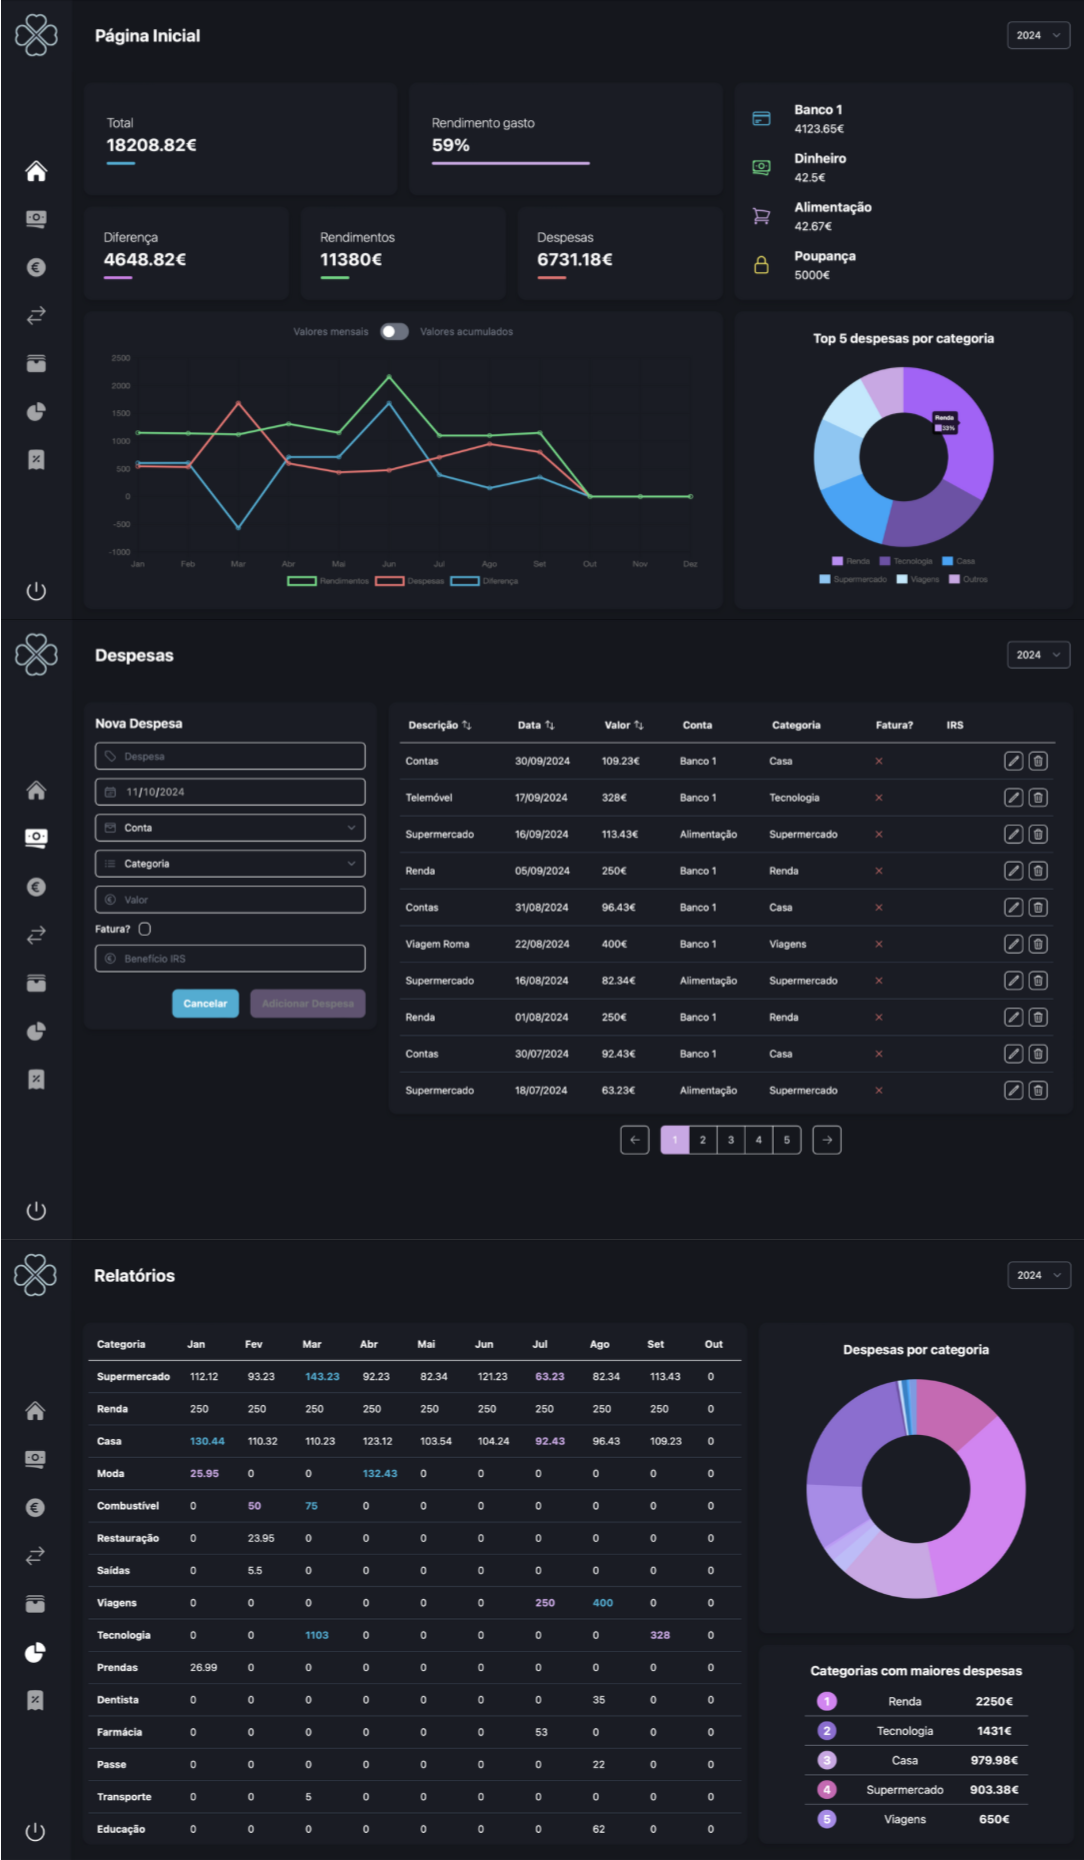 Página Inicial
2024
Total
18208.82€
Rendimento gasto
59%
Banco 1
4123.65€
Dinheiro
42.5€
Alimentação
42.67€
Poupança
5000€
Diferença
4648.82€
Rendimentos
11380€
Despesas
6731.18€
Valores mensais Valores acumulados
2500
2000
1500
1000
500
0
-500
-1000
Jan Feb Mar Abr Mai Jun Jul Ago Set Out Nov Dez
Rendimentos Despesas Diferença
Top 5 despesas por categoria
Renda
33%
Renda Tecnologia Casa
Supermercado Viagens Outros
Despesas
2024
Nova Despesa
Despesa
11/10/2024
Conta
Categoria
Valor
Fatura?
Benefício IRS
Cancelar Adicionar Despesa
Descrição Data Valor Conta Categoria Fatura? IRS
Contas 30/09/2024 109.23€ Banco 1 Casa
Telemóvel 17/09/2024 328€ Banco 1 Tecnologia
Supermercado 16/09/2024 113.43€ Alimentação Supermercado
Renda 05/09/2024 250€ Banco 1 Renda
Contas 31/08/2024 96.43€ Banco 1 Casa
Viagem Roma 22/08/2024 400€ Banco 1 Viagens
Supermercado 16/08/2024 82.34€ Alimentação Supermercado
Renda 01/08/2024 250€ Banco 1 Renda
Contas 30/07/2024 92.43€ Banco 1 Casa
Supermercado 18/07/2024 63.23€ Alimentação Supermercado
1 2 3 4 5
Relatórios
2024
Categoria Jan Fev Mar Abr Mai Jun Jul Ago Set Out
Supermercado 112.12 93.23 143.23 92.23 82.34 121.23 63.23 82.34 113.43 0
Renda 250 250 250 250 250 250 250 250 250 0
Casa 130.44 110.32 110.23 123.12 103.54 104.24 92.43 96.43 109.23 0
Moda 25.95 0 0 132.43 0 0 0 0 0 0
Combustível 0 50 75 0 0 0 0 0 0 0
Restauração 0 23.95 0 0 0 0 0 0 0 0
Saídas 0 5.5 0 0 0 0 0 0 0 0
Viagens 0 0 0 0 0 0 250 400 0 0
Tecnologia 0 0 1103 0 0 0 0 0 328 0
Prendas 26.99 0 0 0 0 0 0 0 0 0
Dentista 0 0 0 0 0 0 0 35 0 0
Farmácia 0 0 0 0 0 0 53 0 0 0
Passe 0 0 0 0 0 0 0 22 0 0
Transporte 0 0 5 0 0 0 0 0 0 0
Educação 0 0 0 0 0 0 0 62 0 0
Despesas por categoria
Categorias com maiores despesas
1 Renda 2250€
2 Tecnologia 1431€
3 Casa 979.98€
4 Supermercado 903.38€
5 Viagens 650€